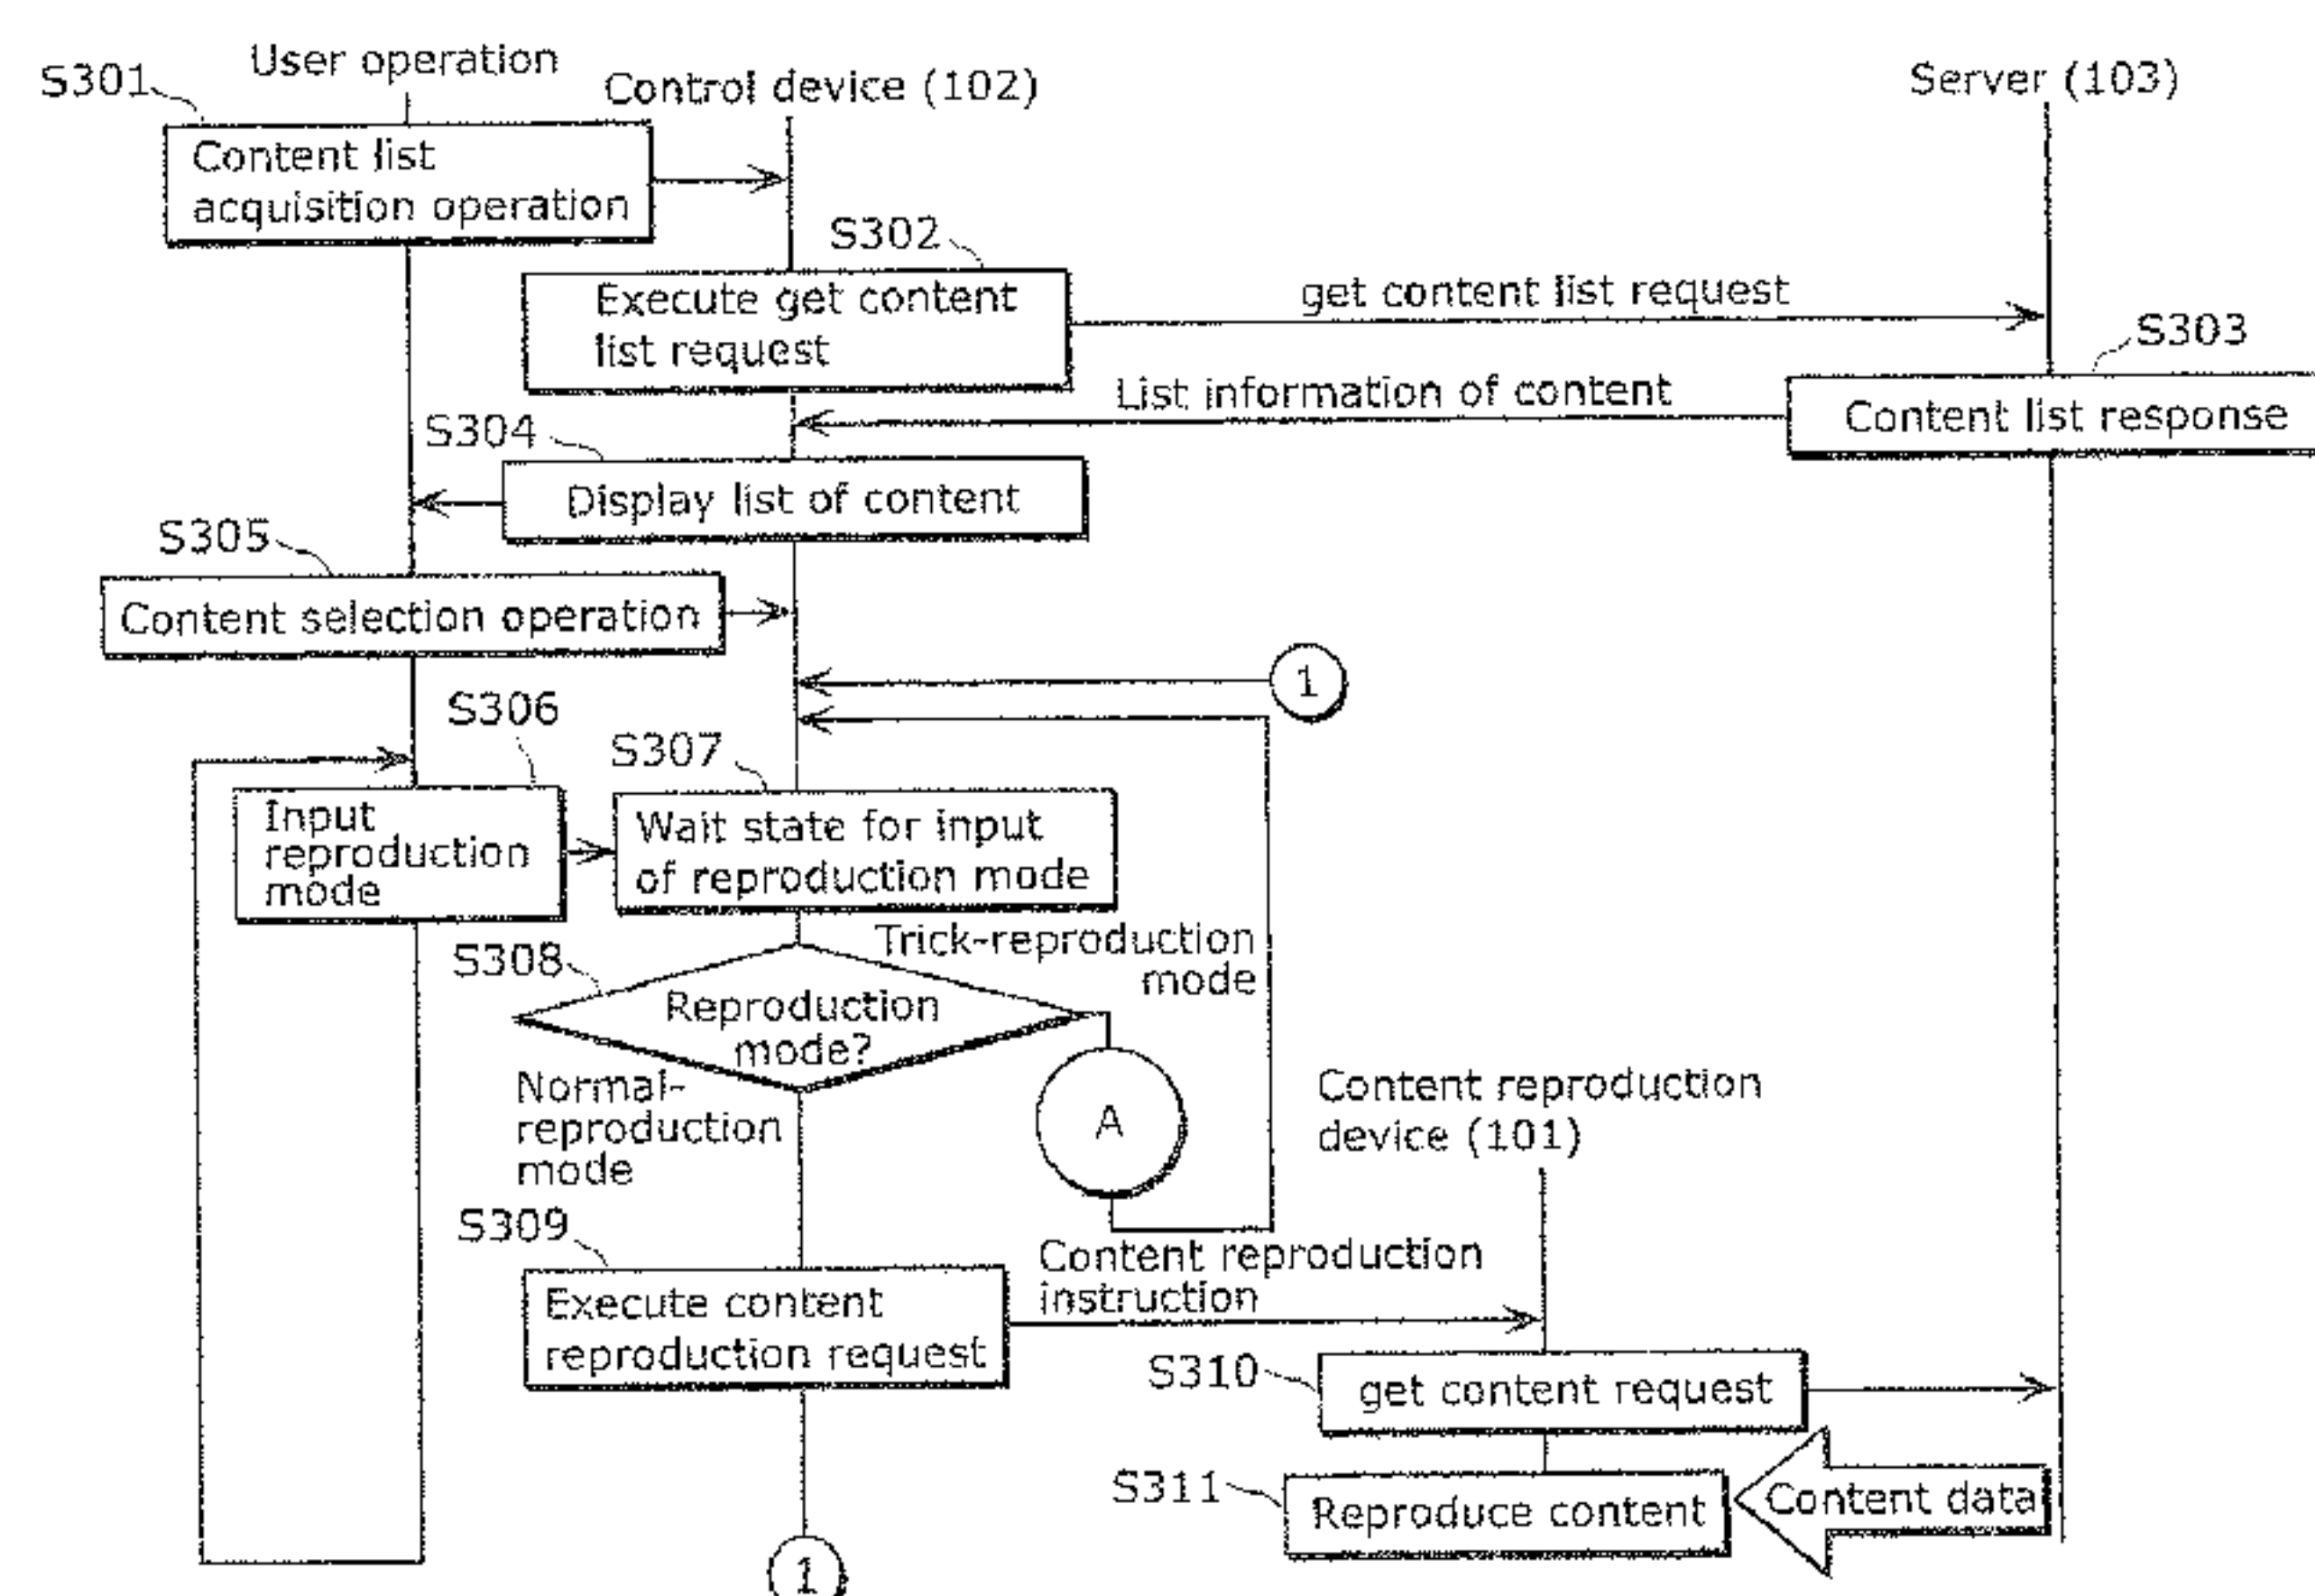 User operation
S301
Control device (102)
Server (103)
Content list
acquisition operation
S302
Execute get content
list request
get content list request
S303
List information of content
Content list response
S304
Display list of content
S305
Content selection operation
1
S306
S307
Input
reproduction
mode
Wait state for input
of reproduction mode
Trick-reproduction
mode
S308
Reproduction
mode?
Normal-
reproduction
mode
A
Content reproduction
device (101)
S309
Content reproduction
instruction
Execute content
reproduction request
S310
get content request
S311
Reproduce content
Content data
1